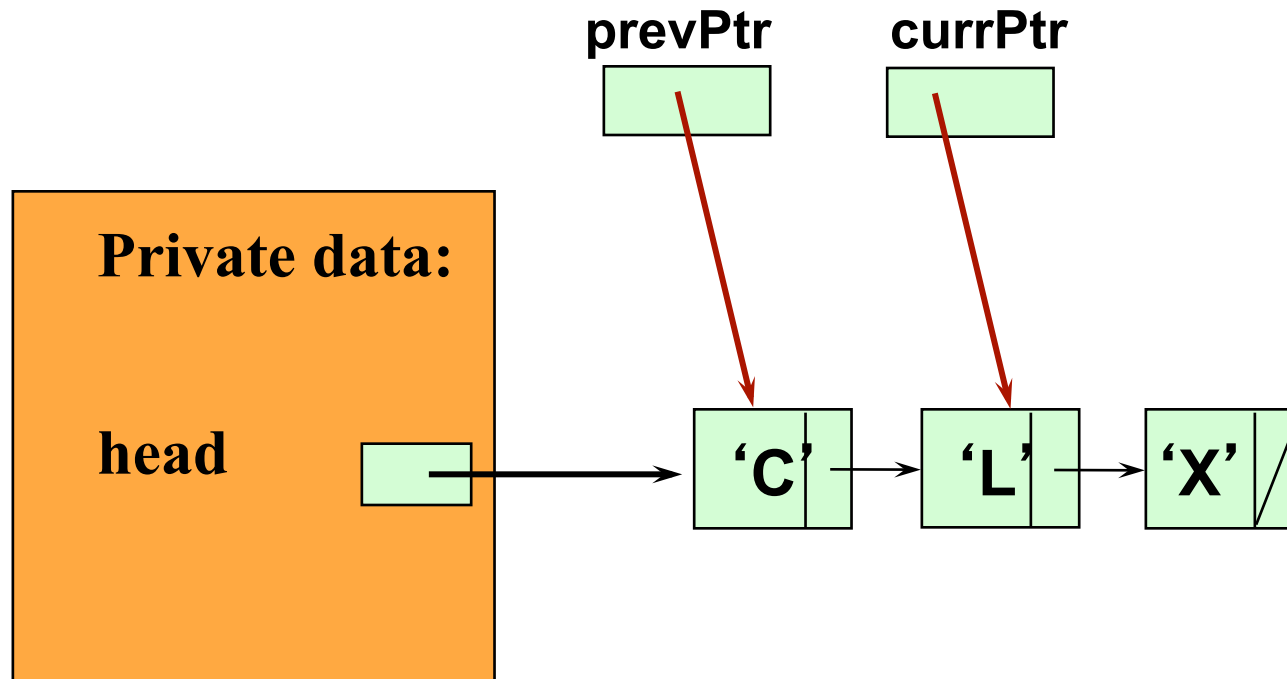 prevPtr currPtr
Private data:
head
‘C’ ‘L’ ‘X’